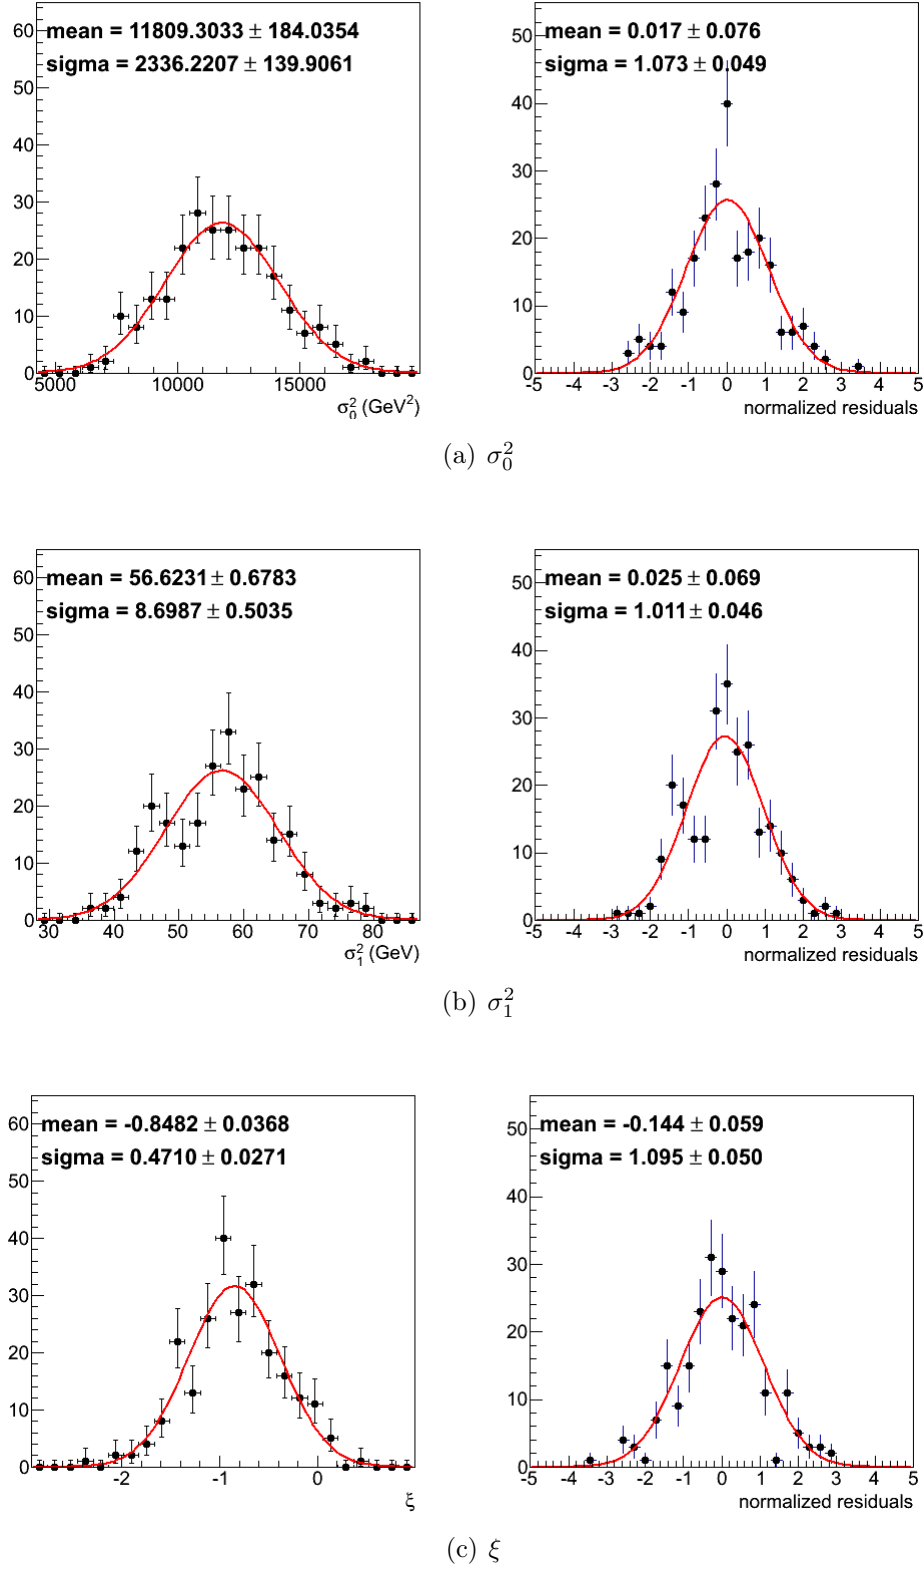 mean = 11809.3033 ± 184.0354
sigma = 2336.2207 ± 139.9061
60
50
40
30
20
10
0
5000 10000 15000
σ₀² (GeV²)
mean = 0.017 ± 0.076
sigma = 1.073 ± 0.049
50
40
30
20
10
0
-5 -4 -3 -2 -1 0 1 2 3 4 5
normalized residuals
(a) σ₀²
mean = 56.6231 ± 0.6783
sigma = 8.6987 ± 0.5035
60
50
40
30
20
10
0
30 40 50 60 70 80
σ₁² (GeV)
mean = 0.025 ± 0.069
sigma = 1.011 ± 0.046
50
40
30
20
10
0
-5 -4 -3 -2 -1 0 1 2 3 4 5
normalized residuals
(b) σ₁²
mean = -0.8482 ± 0.0368
sigma = 0.4710 ± 0.0271
60
50
40
30
20
10
0
-2 -1 0
ξ
mean = -0.144 ± 0.059
sigma = 1.095 ± 0.050
50
40
30
20
10
0
-5 -4 -3 -2 -1 0 1 2 3 4 5
normalized residuals
(c) ξ